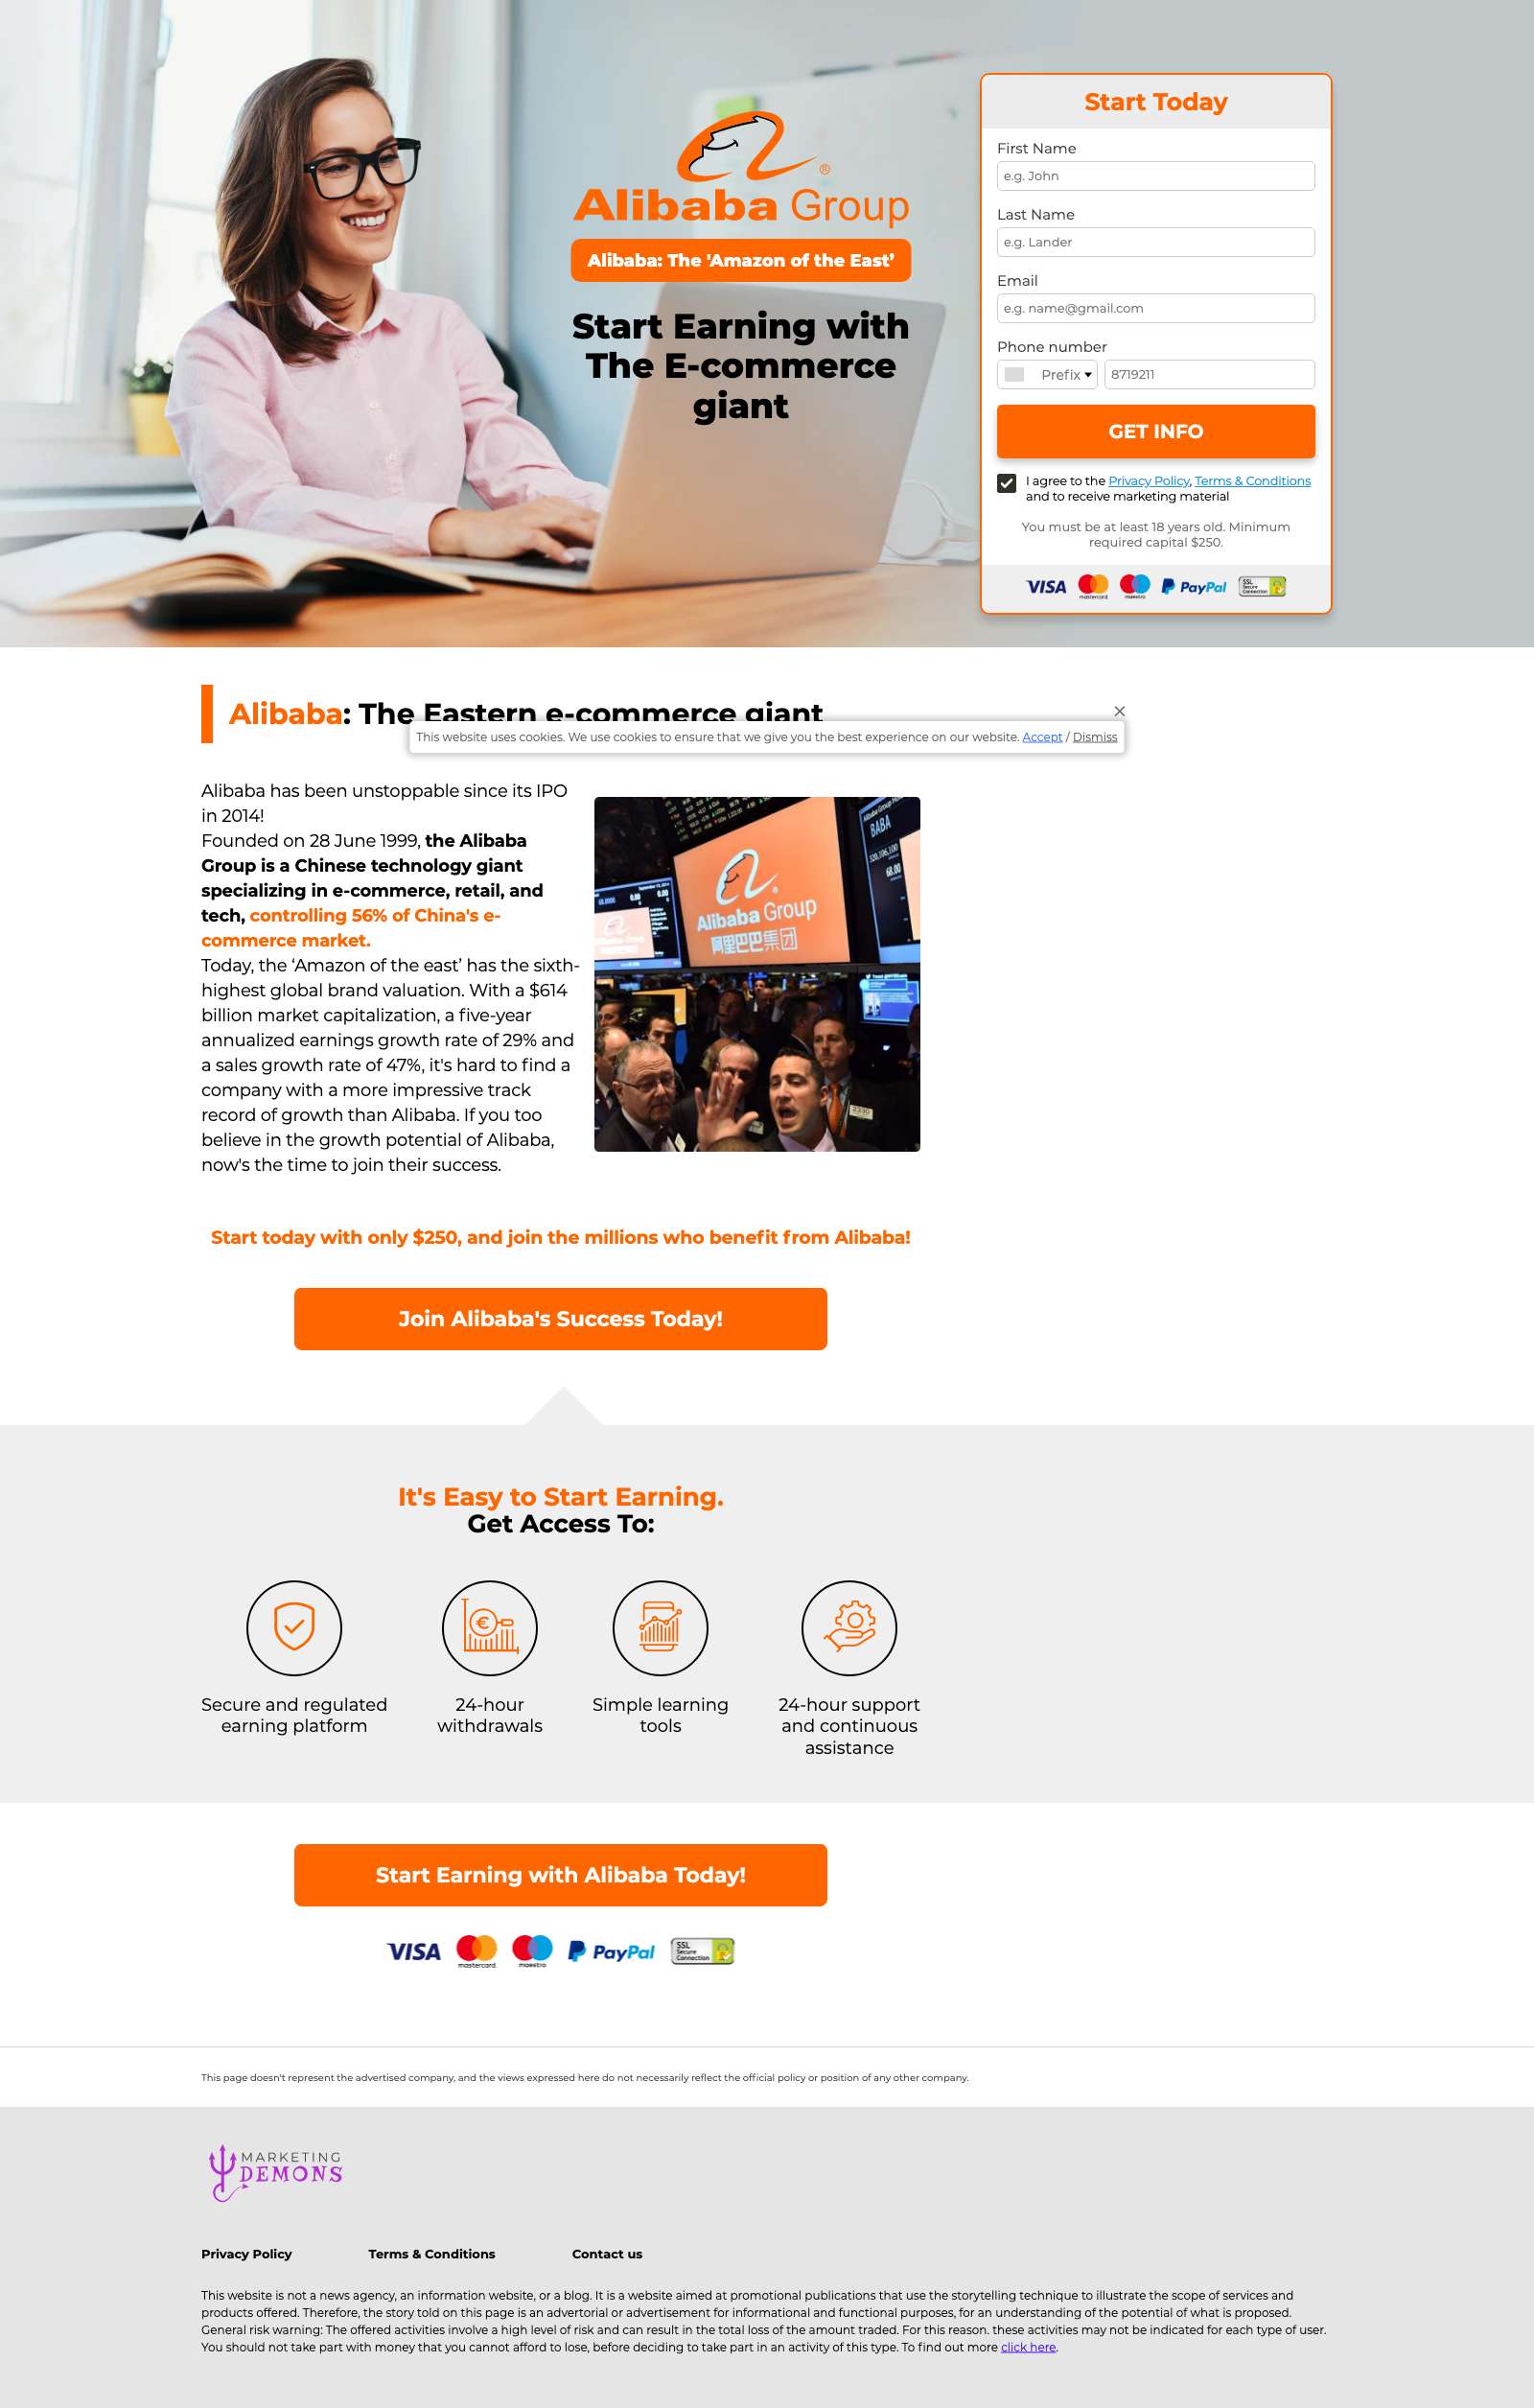 Alibaba Group
Alibaba: The 'Amazon of the East’
Start Earning with
The E-commerce
giant
Start Today
First Name
e.g. John
Last Name
e.g. Lander
Email
e.g. name@gmail.com
Phone number
Prefix
8719211
GET INFO
I agree to the Privacy Policy, Terms & Conditions
and to receive marketing material
You must be at least 18 years old. Minimum
required capital $250.
VISA mastercard maestro PayPal SSL Secure Connection
Alibaba: The Eastern e-commerce giant
This website uses cookies. We use cookies to ensure that we give you the best experience on our website. Accept / Dismiss
Alibaba has been unstoppable since its IPO
in 2014!
Founded on 28 June 1999, the Alibaba
Group is a Chinese technology giant
specializing in e-commerce, retail, and
tech, controlling 56% of China's e-
commerce market.
Today, the ‘Amazon of the east’ has the sixth-
highest global brand valuation. With a $614
billion market capitalization, a five-year
annualized earnings growth rate of 29% and
a sales growth rate of 47%, it's hard to find a
company with a more impressive track
record of growth than Alibaba. If you too
believe in the growth potential of Alibaba,
now's the time to join their success.
BABA
68.00
Alibaba Group
阿里巴巴集团
Start today with only $250, and join the millions who benefit from Alibaba!
Join Alibaba's Success Today!
It's Easy to Start Earning.
Get Access To:
Secure and regulated
earning platform
24-hour
withdrawals
Simple learning
tools
24-hour support
and continuous
assistance
Start Earning with Alibaba Today!
VISA mastercard maestro PayPal SSL Secure Connection
This page doesn't represent the advertised company, and the views expressed here do not necessarily reflect the official policy or position of any other company.
MARKETING
DEMONS
Privacy Policy
Terms & Conditions
Contact us
This website is not a news agency, an information website, or a blog. It is a website aimed at promotional publications that use the storytelling technique to illustrate the scope of services and
products offered. Therefore, the story told on this page is an advertorial or advertisement for informational and functional purposes, for an understanding of the potential of what is proposed.
General risk warning: The offered activities involve a high level of risk and can result in the total loss of the amount traded. For this reason. these activities may not be indicated for each type of user.
You should not take part with money that you cannot afford to lose, before deciding to take part in an activity of this type. To find out more click here.